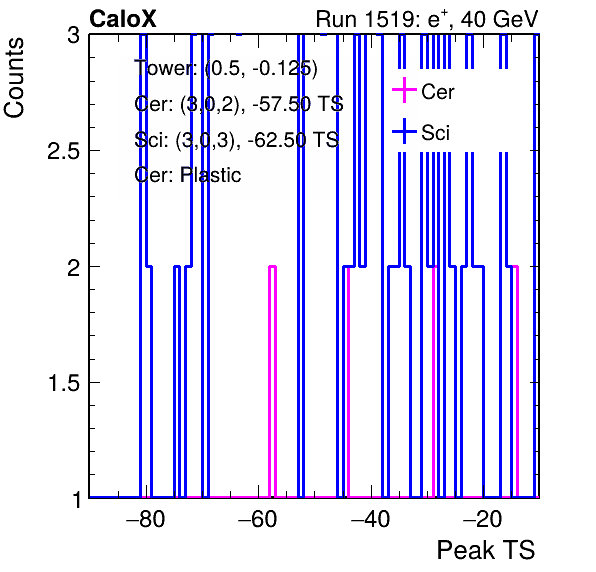 CaloX Run 1519: e⁺, 40 GeV
Counts
3
Tower: (0.5, -0.125)
Cer: (3,0,2), -57.50 TS
Sci: (3,0,3), -62.50 TS
Cer: Plastic
Cer
Sci
2.5
2
1.5
1
−80 −60 −40 −20
Peak TS